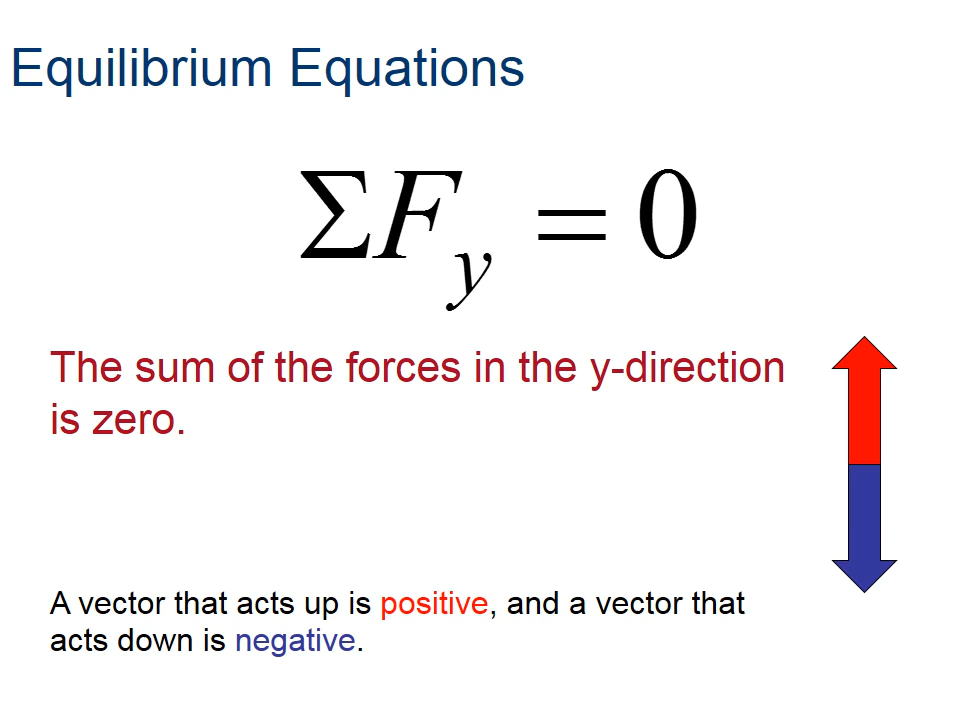 Equilibrium Equations
ΣFy = 0
The sum of the forces in the y-direction
is zero.
A vector that acts up is positive, and a vector that
acts down is negative.